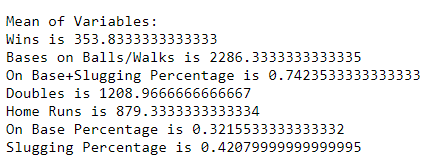 Mean of Variables:
Wins is 353.8333333333333
Bases on Balls/Walks is 2286.3333333333335
On Base+Slugging Percentage is 0.7423533333333333
Doubles is 1208.9666666666667
Home Runs is 879.3333333333334
On Base Percentage is 0.3215533333333332
Slugging Percentage is 0.42079999999999995